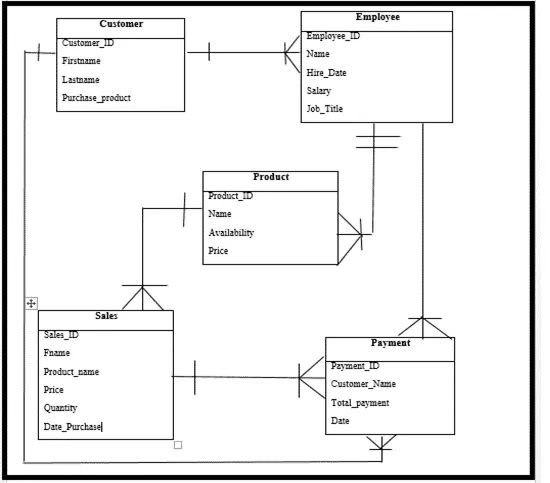 Customer
Customer_ID
Firstname
Lastname
Purchase_product
Employee
Employee_ID
Name
Hire_Date
Salary
Job_Title
Product
Product_ID
Name
Availability
Price
Sales
Sales_ID
Fname
Product_name
Price
Quantity
Date_Purchase
Payment
Payment_ID
Customer_Name
Total_payment
Date